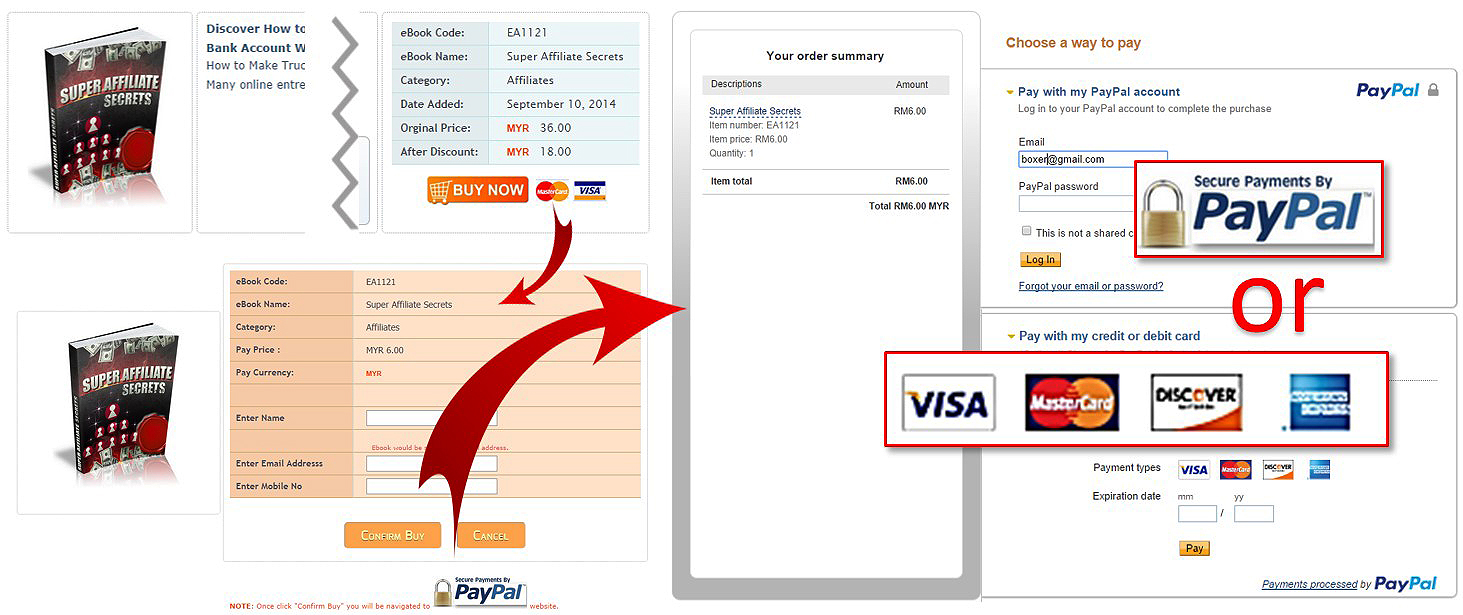 SUPER AFFILIATE
SECRETS
Discover How to
Bank Account W
How to Make Truc
Many online entre
eBook Code: EA1121
eBook Name: Super Affiliate Secrets
Category: Affiliates
Date Added: September 10, 2014
Orginal Price: MYR 36.00
After Discount: MYR 18.00
BUY NOW MasterCard VISA
SUPER AFFILIATE
SECRETS
eBook Code: EA1121
eBook Name: Super Affiliate Secrets
Category: Affiliates
Pay Price : MYR 6.00
Pay Currency: MYR
Enter Name
Ebook would be address.
Enter Email Addresss
Enter Mobile No
CONFIRM BUY CANCEL
Secure Payments By
NOTE: Once click "Confirm Buy" you will be navigated to PayPal website.
Your order summary
Descriptions Amount
Super Affiliate Secrets RM6.00
Item number: EA1121
Item price: RM6.00
Quantity: 1
Item total RM6.00
Total RM6.00 MYR
Choose a way to pay
Pay with my PayPal account PayPal
Log in to your PayPal account to complete the purchase
Email
boxer@gmail.com
PayPal password
Secure Payments By
PayPal™
This is not a shared c
Log In
Forgot your email or password?
or
Pay with my credit or debit card
VISA MasterCard DISCOVER
Payment types VISA MasterCard DISCOVER
Expiration date mm yy
/
Pay
Payments processed by PayPal